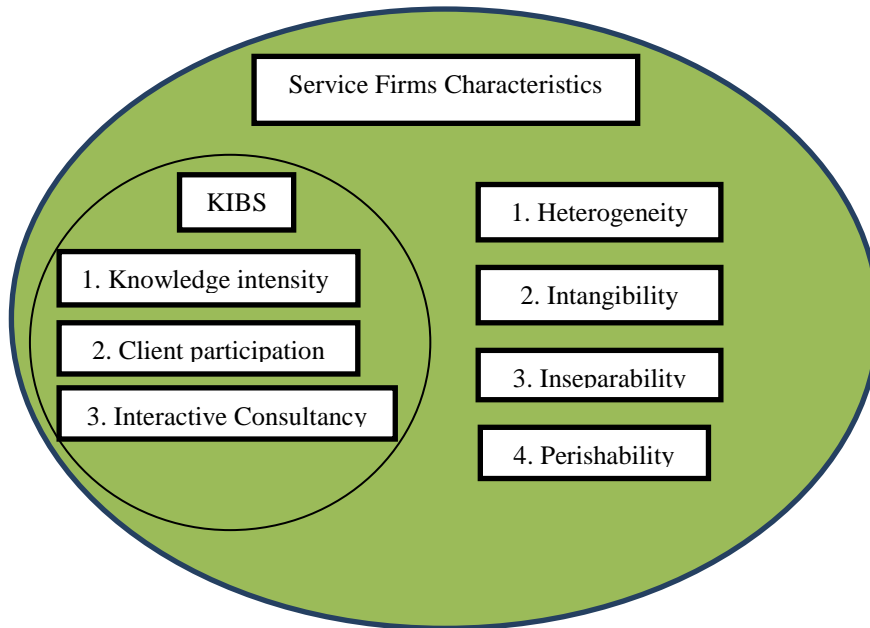 Service Firms Characteristics
KIBS
1. Knowledge intensity
2. Client participation
3. Interactive Consultancy
1. Heterogeneity
2. Intangibility
3. Inseparability
4. Perishability